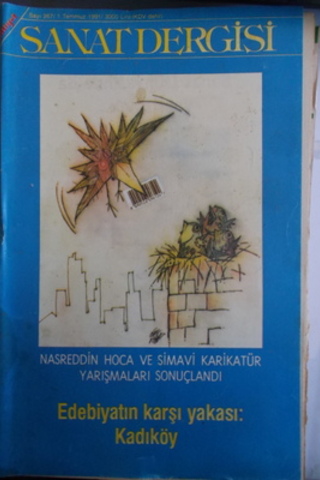 SANAT DERGİSİ
NASREDDİN HOCA VE SİMAVİ KARİKATÜR
YARIŞMALARI SONUÇLANDI
Edebiyatın karşı yakası:
Kadıköy